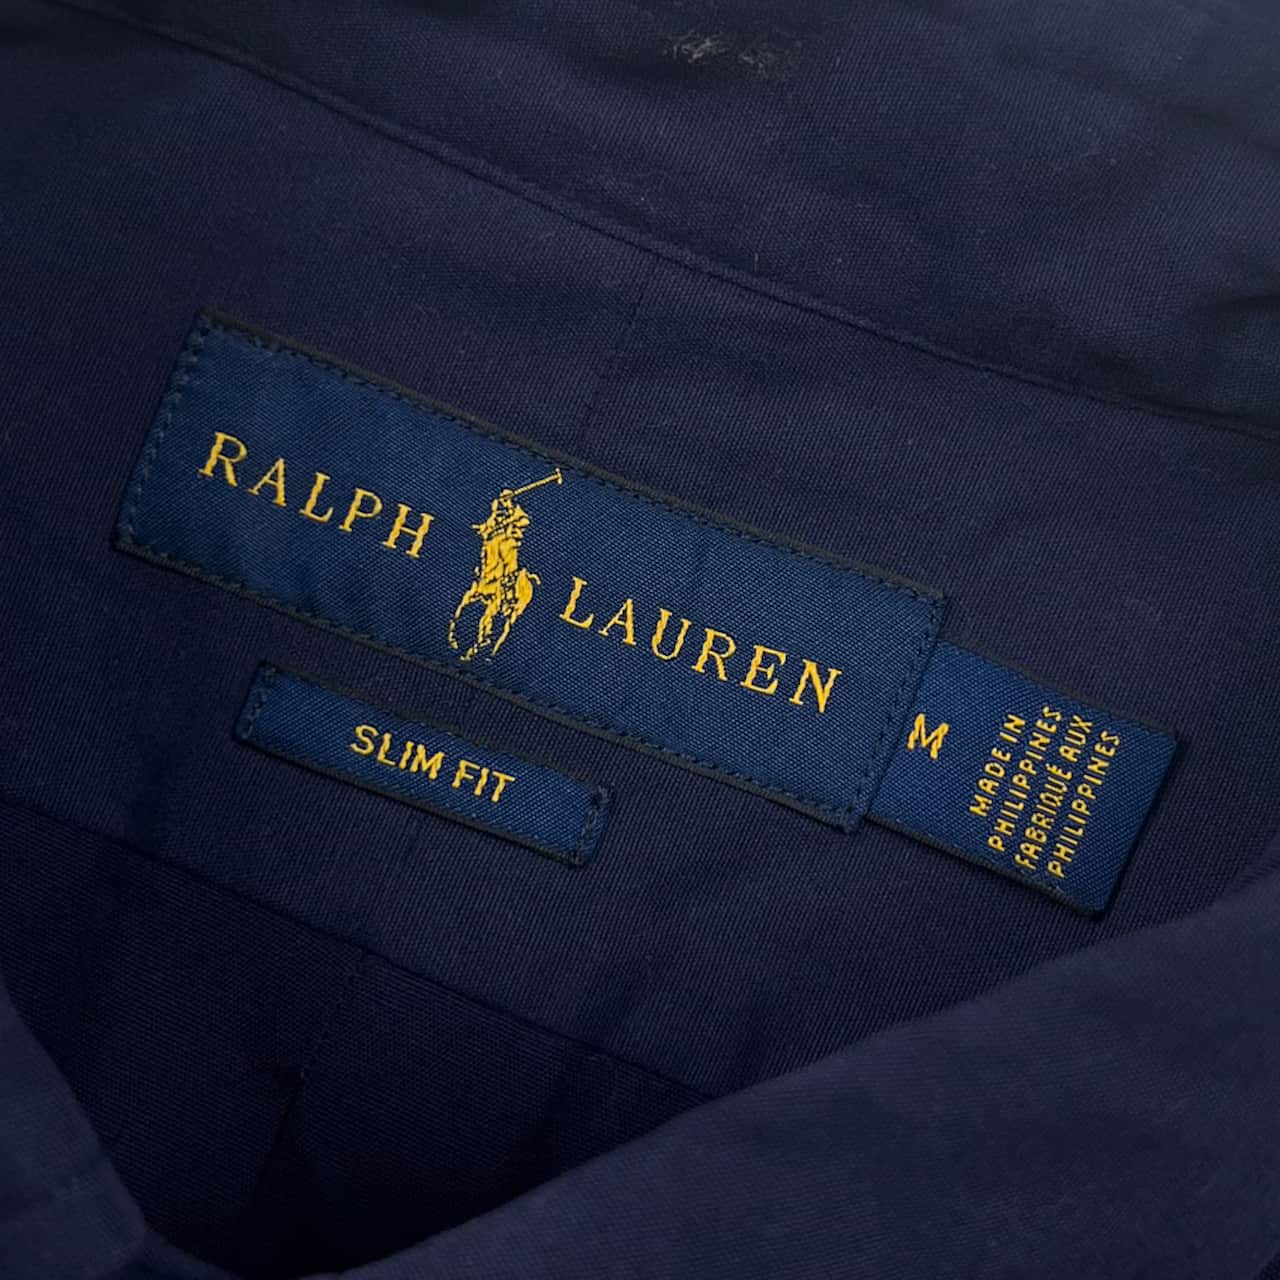 RALPH LAUREN
SLIM FIT
M
MADE IN
PHILIPPINES
FABRIQUÉ AUX
PHILIPPINES